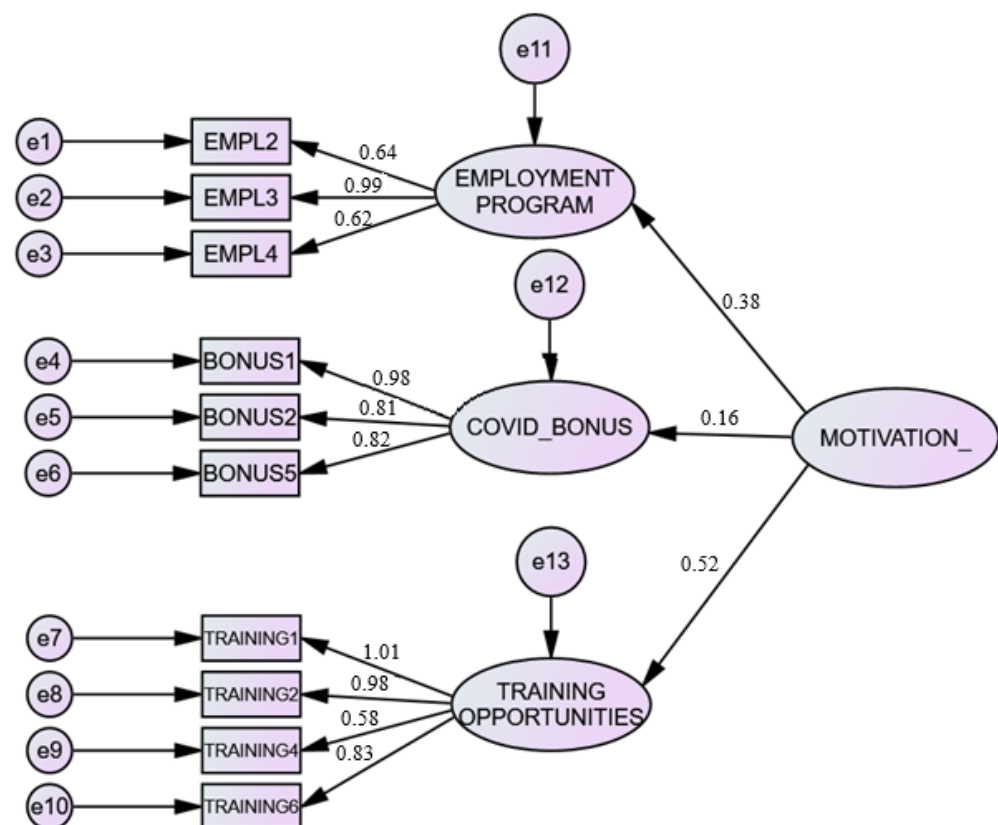 e11
e1
EMPL2
0.64
EMPLOYMENT
PROGRAM
e2
EMPL3
0.99
e3
EMPL4
0.62
e12
0.38
e4
BONUS1
0.98
e5
BONUS2
0.81
COVID_BONUS
0.16
MOTIVATION_
e6
BONUS5
0.82
e13
0.52
e7
TRAINING1
1.01
e8
TRAINING2
0.98
TRAINING
OPPORTUNITIES
e9
TRAINING4
0.58
e10
TRAINING6
0.83